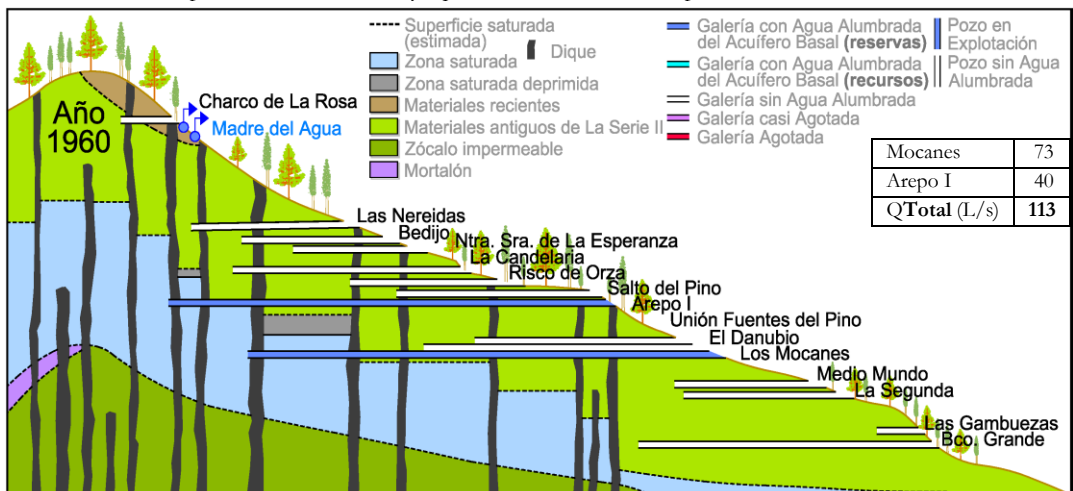 Superficie saturada
(estimada)
Dique
Zona saturada
Zona saturada deprimida
Materiales recientes
Materiales antiguos de La Serie II
Zócalo impermeable
Mortalón
Galería con Agua Alumbrada
del Acuífero Basal (reservas)
Galería con Agua Alumbrada
del Acuífero Basal (recursos)
Galería sin Agua Alumbrada
Galería casi Agotada
Galería Agotada
Pozo en
Explotación
Pozo sin Agua
Alumbrada
Año
1960
Charco de La Rosa
Madre del Agua
Mocanes 73
Arepo I 40
QTotal (L/s) 113
Las Nereidas
Bedijo
Ntra. Sra. de La Esperanza
La Candelaria
Risco de Orza
Salto del Pino
Arepo I
Unión Fuentes del Pino
El Danubio
Los Mocanes
Medio Mundo
La Segunda
Las Gambuezas
Bco. Grande